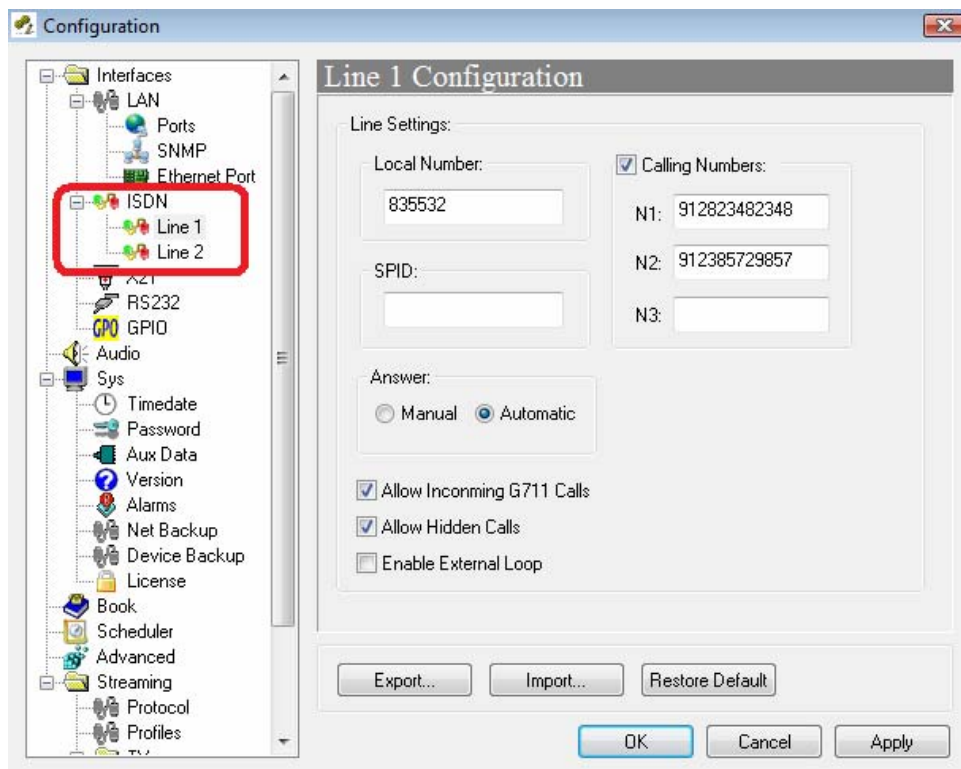 Configuration
Interfaces
LAN
Ports
SNMP
Ethernet Port
ISDN
Line 1
Line 2
X21
RS232
GPO GPIO
Audio
Sys
Timedate
Password
Aux Data
Version
Alarms
Net Backup
Device Backup
License
Book
Scheduler
Advanced
Streaming
Protocol
Profiles
Line 1 Configuration
Line Settings:
Local Number:
835532
SPID:
Calling Numbers:
N1: 912823482348
N2: 912385729857
N3:
Answer:
Manual Automatic
Allow Inconming G711 Calls
Allow Hidden Calls
Enable External Loop
Export... Import... Restore Default
OK Cancel Apply